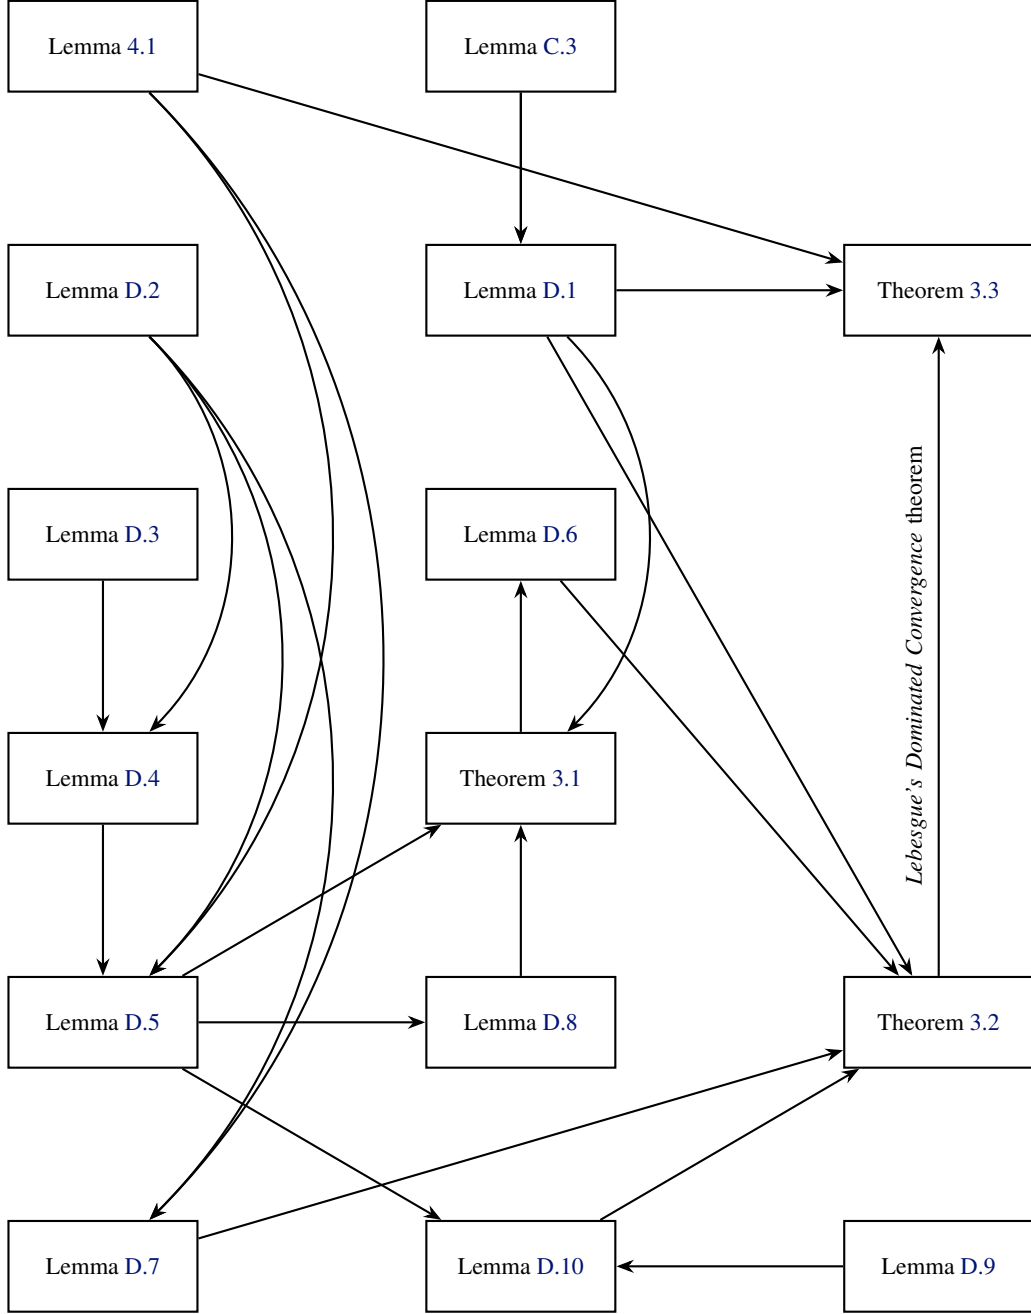 Lemma 4.1
Lemma C.3
Lemma D.2
Lemma D.1
Theorem 3.3
Lemma D.3
Lemma D.6
Lebesgue's Dominated Convergence theorem
Lemma D.4
Theorem 3.1
Lemma D.5
Lemma D.8
Theorem 3.2
Lemma D.7
Lemma D.10
Lemma D.9